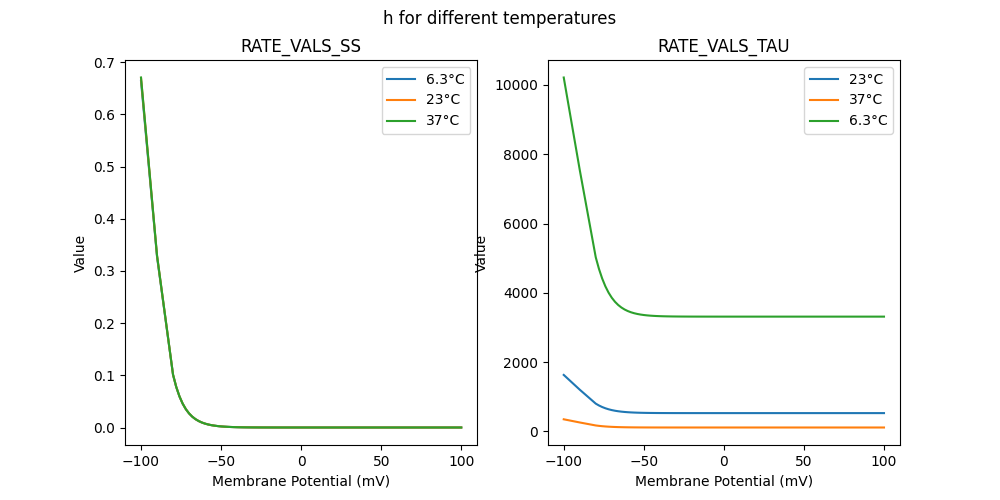 h for different temperatures
RATE_VALS_SS
0.7
0.6
0.5
0.4
0.3
0.2
0.1
0.0
Value
−100
−50
0
50
100
Membrane Potential (mV)
6.3°C
23°C
37°C
RATE_VALS_TAU
10000
8000
6000
4000
2000
0
Value
−100
−50
0
50
100
Membrane Potential (mV)
23°C
37°C
6.3°C